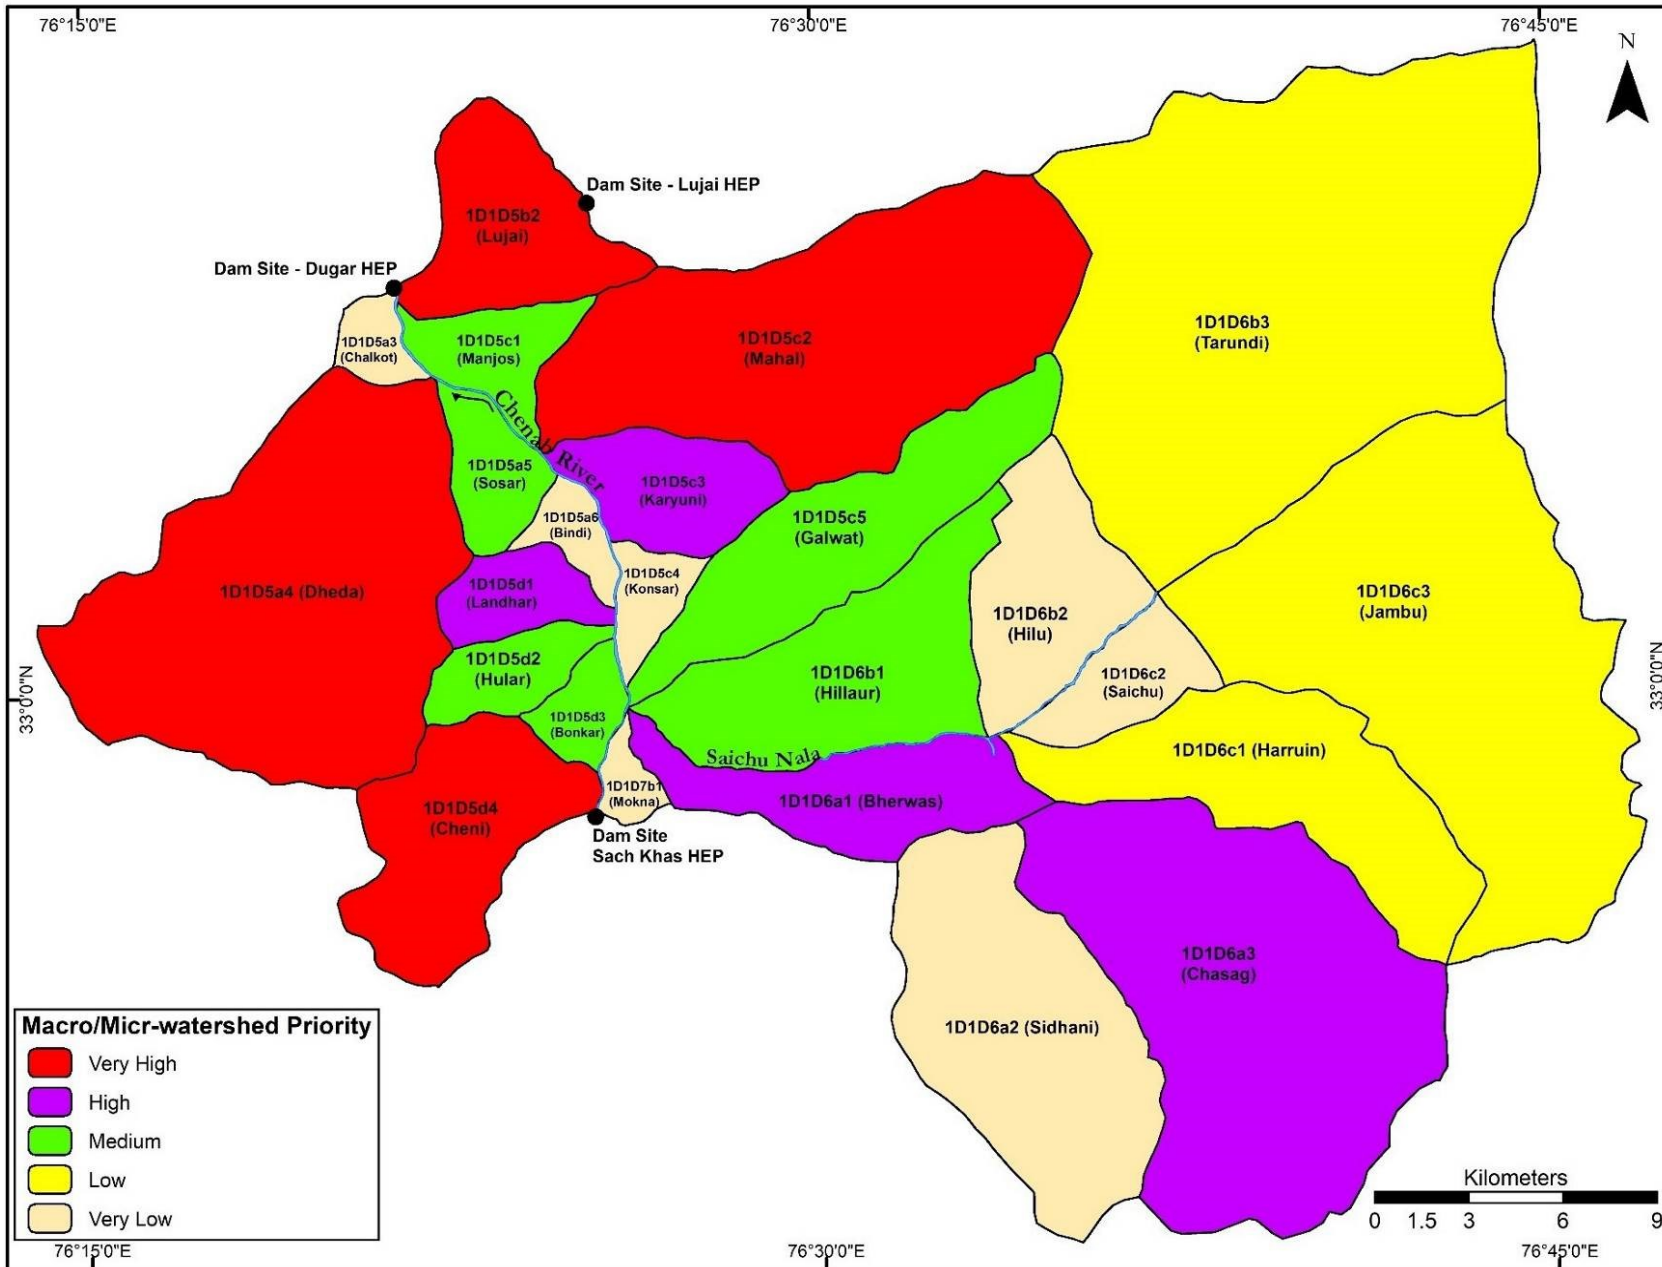 76°15'0"E
76°30'0"E
76°45'0"E
N
Dam Site - Lujai HEP
1D1D5b2
(Lujai)
Dam Site - Dugar HEP
1D1D5a3
(Chalkot)
1D1D5c1
(Manjos)
1D1D5c2
(Mahai)
1D1D6b3
(Tarundi)
Chenab River
1D1D5a5
(Sosar)
1D1D5c3
(Karyuni)
1D1D5a6
(Bindi)
1D1D5c5
(Galwat)
1D1D5a4 (Dheda)
1D1D5d1
(Landhar)
1D1D5c4
(Konsar)
1D1D6b2
(Hilu)
1D1D6c3
(Jambu)
1D1D5d2
(Hular)
1D1D6b1
(Hillaur)
1D1D6c2
(Saichu)
33°0'0"N
33°0'0"N
1D1D5d3
(Bonkar)
Saichu Nala
1D1D6c1 (Harruin)
1D1D7b1
(Mokna)
1D1D6a1 (Bherwas)
1D1D5d4
(Cheni)
Dam Site
Sach Khas HEP
1D1D6a3
(Chasag)
1D1D6a2 (Sidhani)
Macro/Micr-watershed Priority
Very High
High
Medium
Low
Very Low
Kilometers
0 1.5 3 6 9
76°15'0"E
76°30'0"E
76°45'0"E